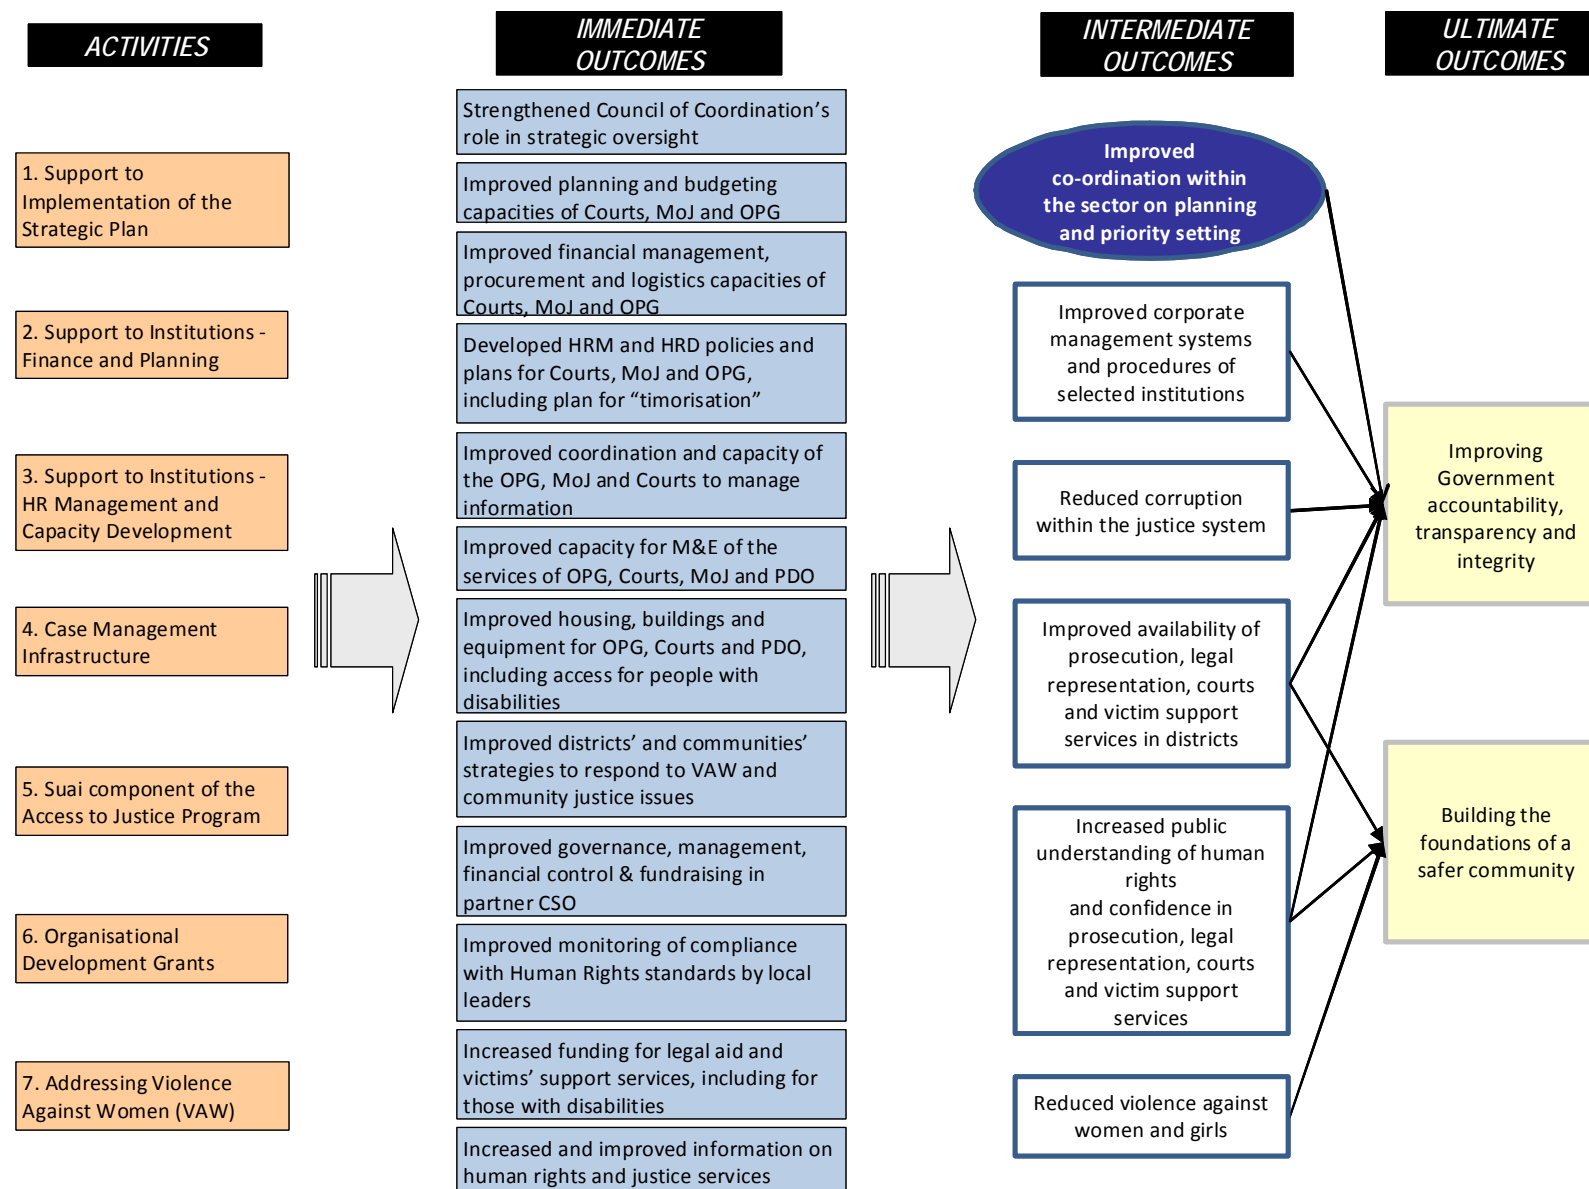 ACTIVITIES
1. Support to
Implementation of the
Strategic Plan
2. Support to Institutions -
Finance and Planning
3. Support to Institutions -
HR Management and
Capacity Development
4. Case Management
Infrastructure
5. Suai component of the
Access to Justice Program
6. Organisational
Development Grants
7. Addressing Violence
Against Women (VAW)
IMMEDIATE
OUTCOMES
Strengthened Council of Coordination’s
role in strategic oversight
Improved planning and budgeting
capacities of Courts, MoJ and OPG
Improved financial management,
procurement and logistics capacities of
Courts, MoJ and OPG
Developed HRM and HRD policies and
plans for Courts, MoJ and OPG,
including plan for “timorisation”
Improved coordination and capacity of
the OPG, MoJ and Courts to manage
information
Improved capacity for M&E of the
services of OPG, Courts, MoJ and PDO
Improved housing, buildings and
equipment for OPG, Courts and PDO,
including access for people with
disabilities
Improved districts’ and communities’
strategies to respond to VAW and
community justice issues
Improved governance, management,
financial control & fundraising in
partner CSO
Improved monitoring of compliance
with Human Rights standards by local
leaders
Increased funding for legal aid and
victims’ support services, including for
those with disabilities
Increased and improved information on
human rights and justice services
INTERMEDIATE
OUTCOMES
Improved
co-ordination within
the sector on planning
and priority setting
Improved corporate
management systems
and procedures of
selected institutions
Reduced corruption
within the justice system
Improved availability of
prosecution, legal
representation, courts
and victim support
services in districts
Increased public
understanding of human
rights
and confidence in
prosecution, legal
representation, courts
and victim support
services
Reduced violence against
women and girls
ULTIMATE
OUTCOMES
Improving
Government
accountability,
transparency and
integrity
Building the
foundations of a
safer community